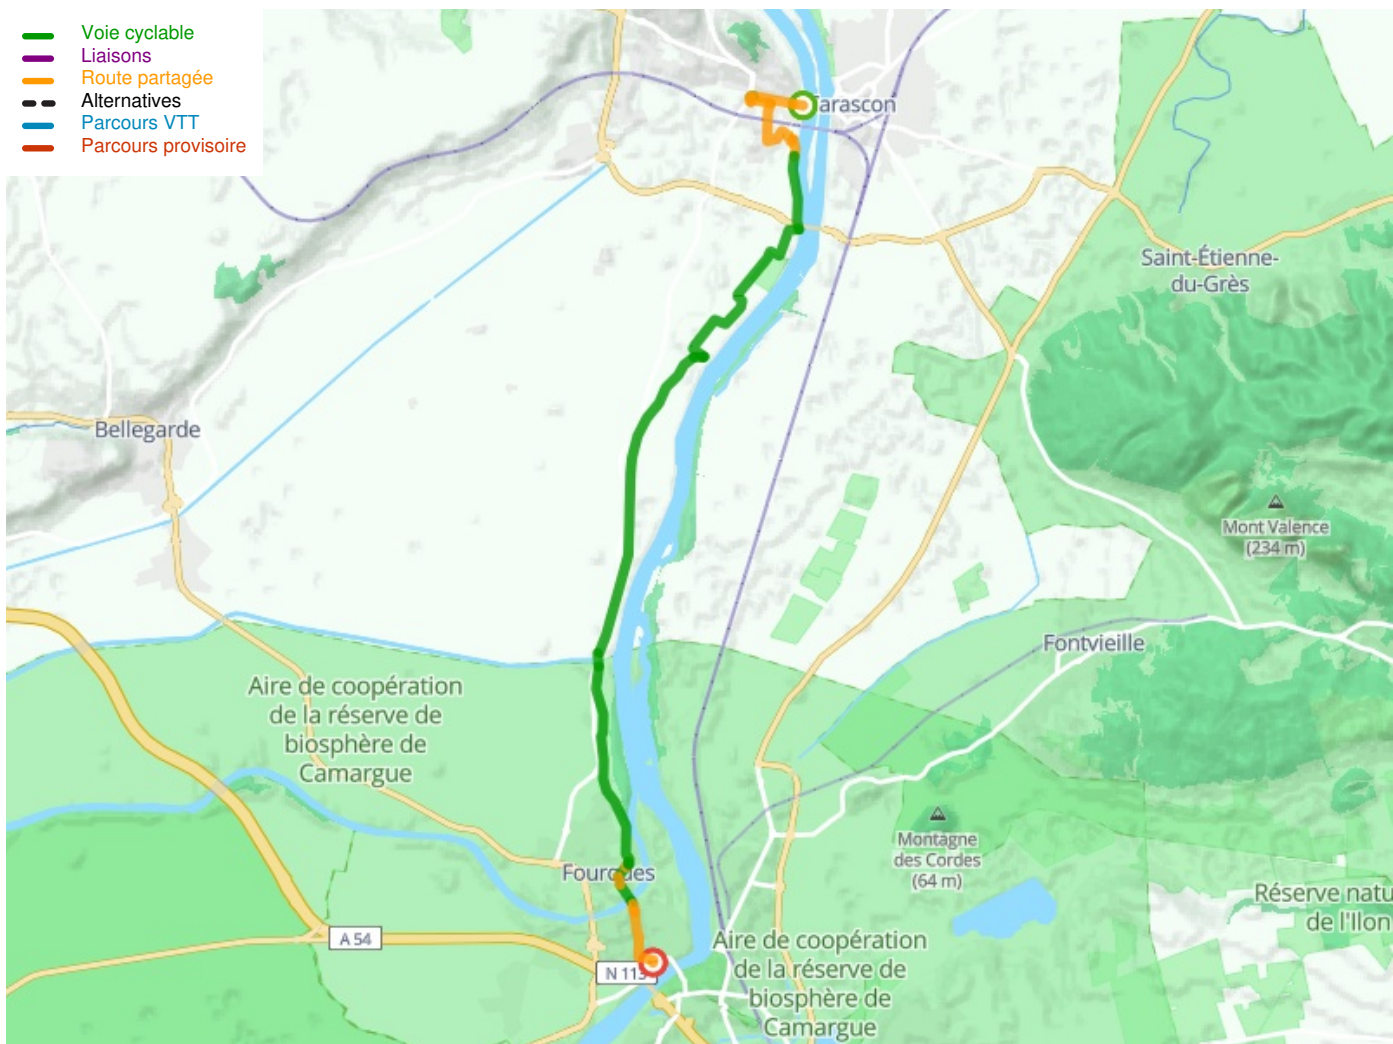 Voie cyclable
Liaisons
Route partagée
Alternatives
Parcours VTT
Parcours provisoire
Tarascon
Saint-Étienne-
du-Grès
Bellegarde
Mont Valence
(234 m)
Fontvieille
Aire de coopération
de la réserve de
biosphère de
Camargue
Montagne
des Cordes
(64 m)
Fourques
Réserve natu
de l'Ilon
A 54
N 113
Aire de coopération
de la réserve de
biosphère de
Camargue